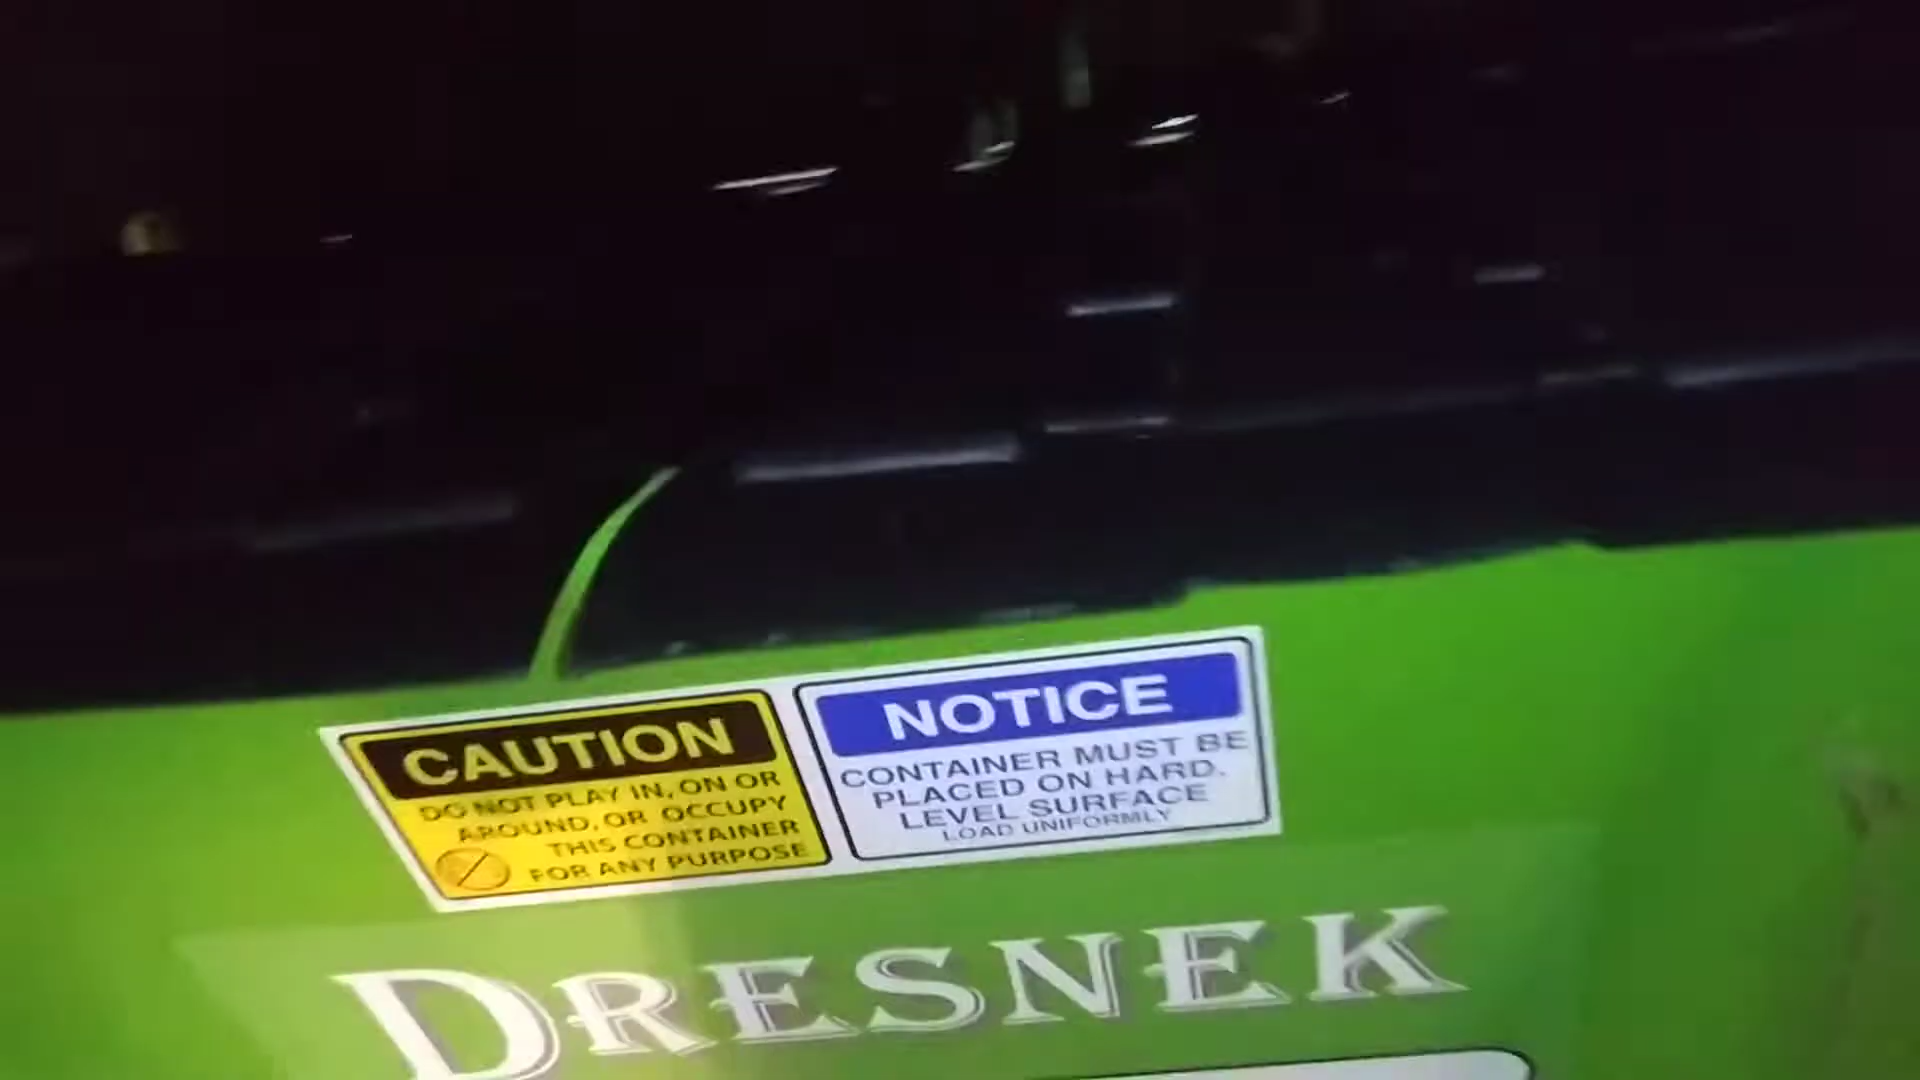 CAUTION
DO NOT PLAY IN, ON OR
AROUND, OR OCCUPY
THIS CONTAINER
FOR ANY PURPOSE
NOTICE
CONTAINER MUST BE
PLACED ON HARD,
LEVEL SURFACE
LOAD UNIFORMLY
DRESNEK